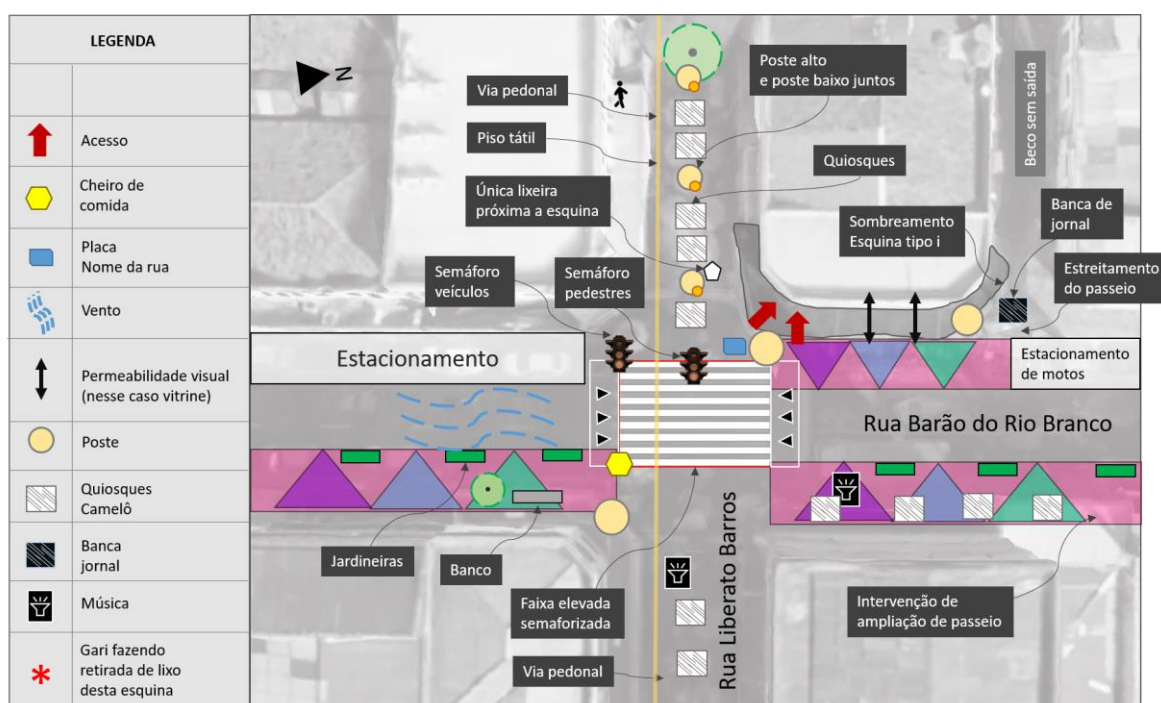 LEGENDA
Acesso
Cheiro de
comida
Placa
Nome da rua
Vento
Permeabilidade visual
(nesse caso vitrine)
Poste
Quiosques
Camelô
Banca
jornal
Música
Gari fazendo
retirada de lixo
desta esquina
N
Via pedonal
Piso tátil
Única lixeira
próxima a esquina
Semáforo
veículos
Semáforo
pedestres
Poste alto
e poste baixo juntos
Quiosques
Sombreamento
Esquina tipo i
Beco sem saída
Banca de
jornal
Estreitamento
do passeio
Estacionamento
Estacionamento
de motos
Rua Barão do Rio Branco
Jardineiras
Banco
Faixa elevada
semaforizada
Via pedonal
Rua Liberato Barros
Intervenção de
ampliação de passeio